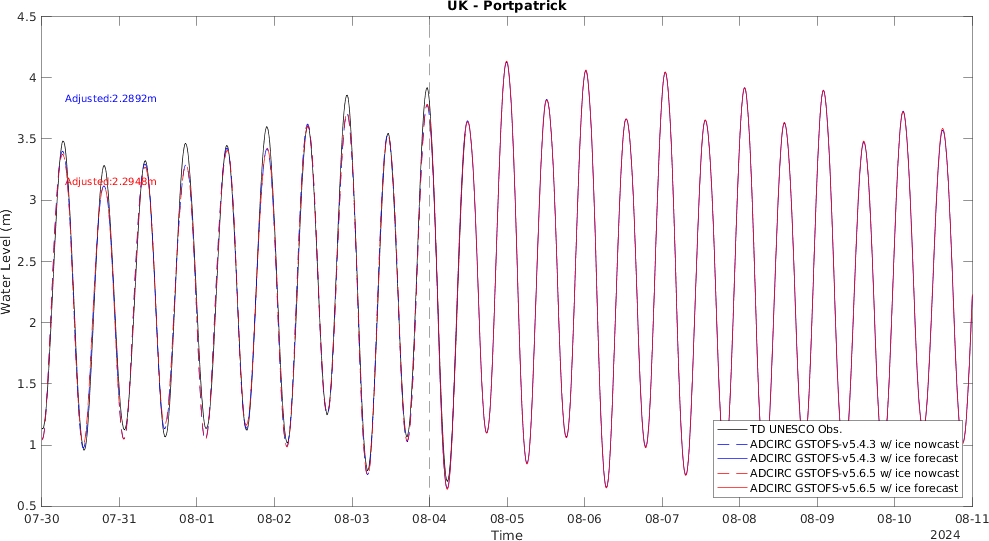 UK - Portpatrick
4.5
4
3.5
3
2.5
2
1.5
1
0.5
Water Level (m)
Adjusted:2.2892m
Adjusted:2.2948m
TD UNESCO Obs.
ADCIRC GSTOFS-v5.4.3 w/ ice nowcast
ADCIRC GSTOFS-v5.4.3 w/ ice forecast
ADCIRC GSTOFS-v5.6.5 w/ ice nowcast
ADCIRC GSTOFS-v5.6.5 w/ ice forecast
07-30 07-31 08-01 08-02 08-03 08-04 08-05 08-06 08-07 08-08 08-09 08-10 08-11
Time
2024